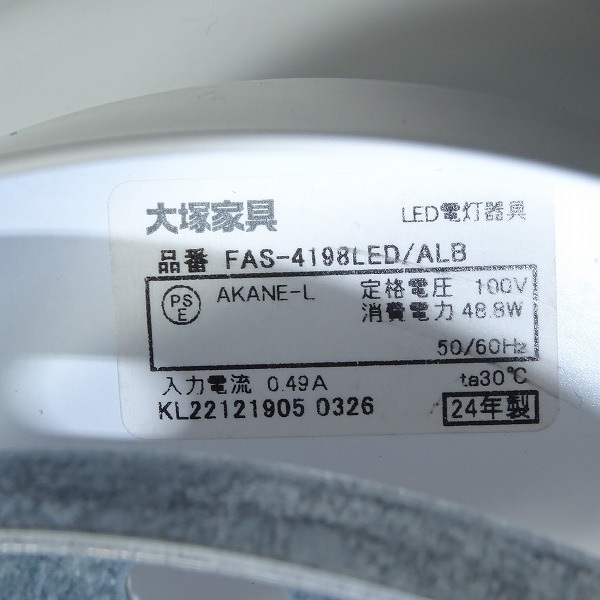 大塚家具 LED電灯器具
品番 FAS-4198LED/ALB
PSE AKANE-L 定格電圧 100V
消費電力 48.8W
50/60Hz
入力電流 0.49A ta30℃
KL22121905 0326 24年製